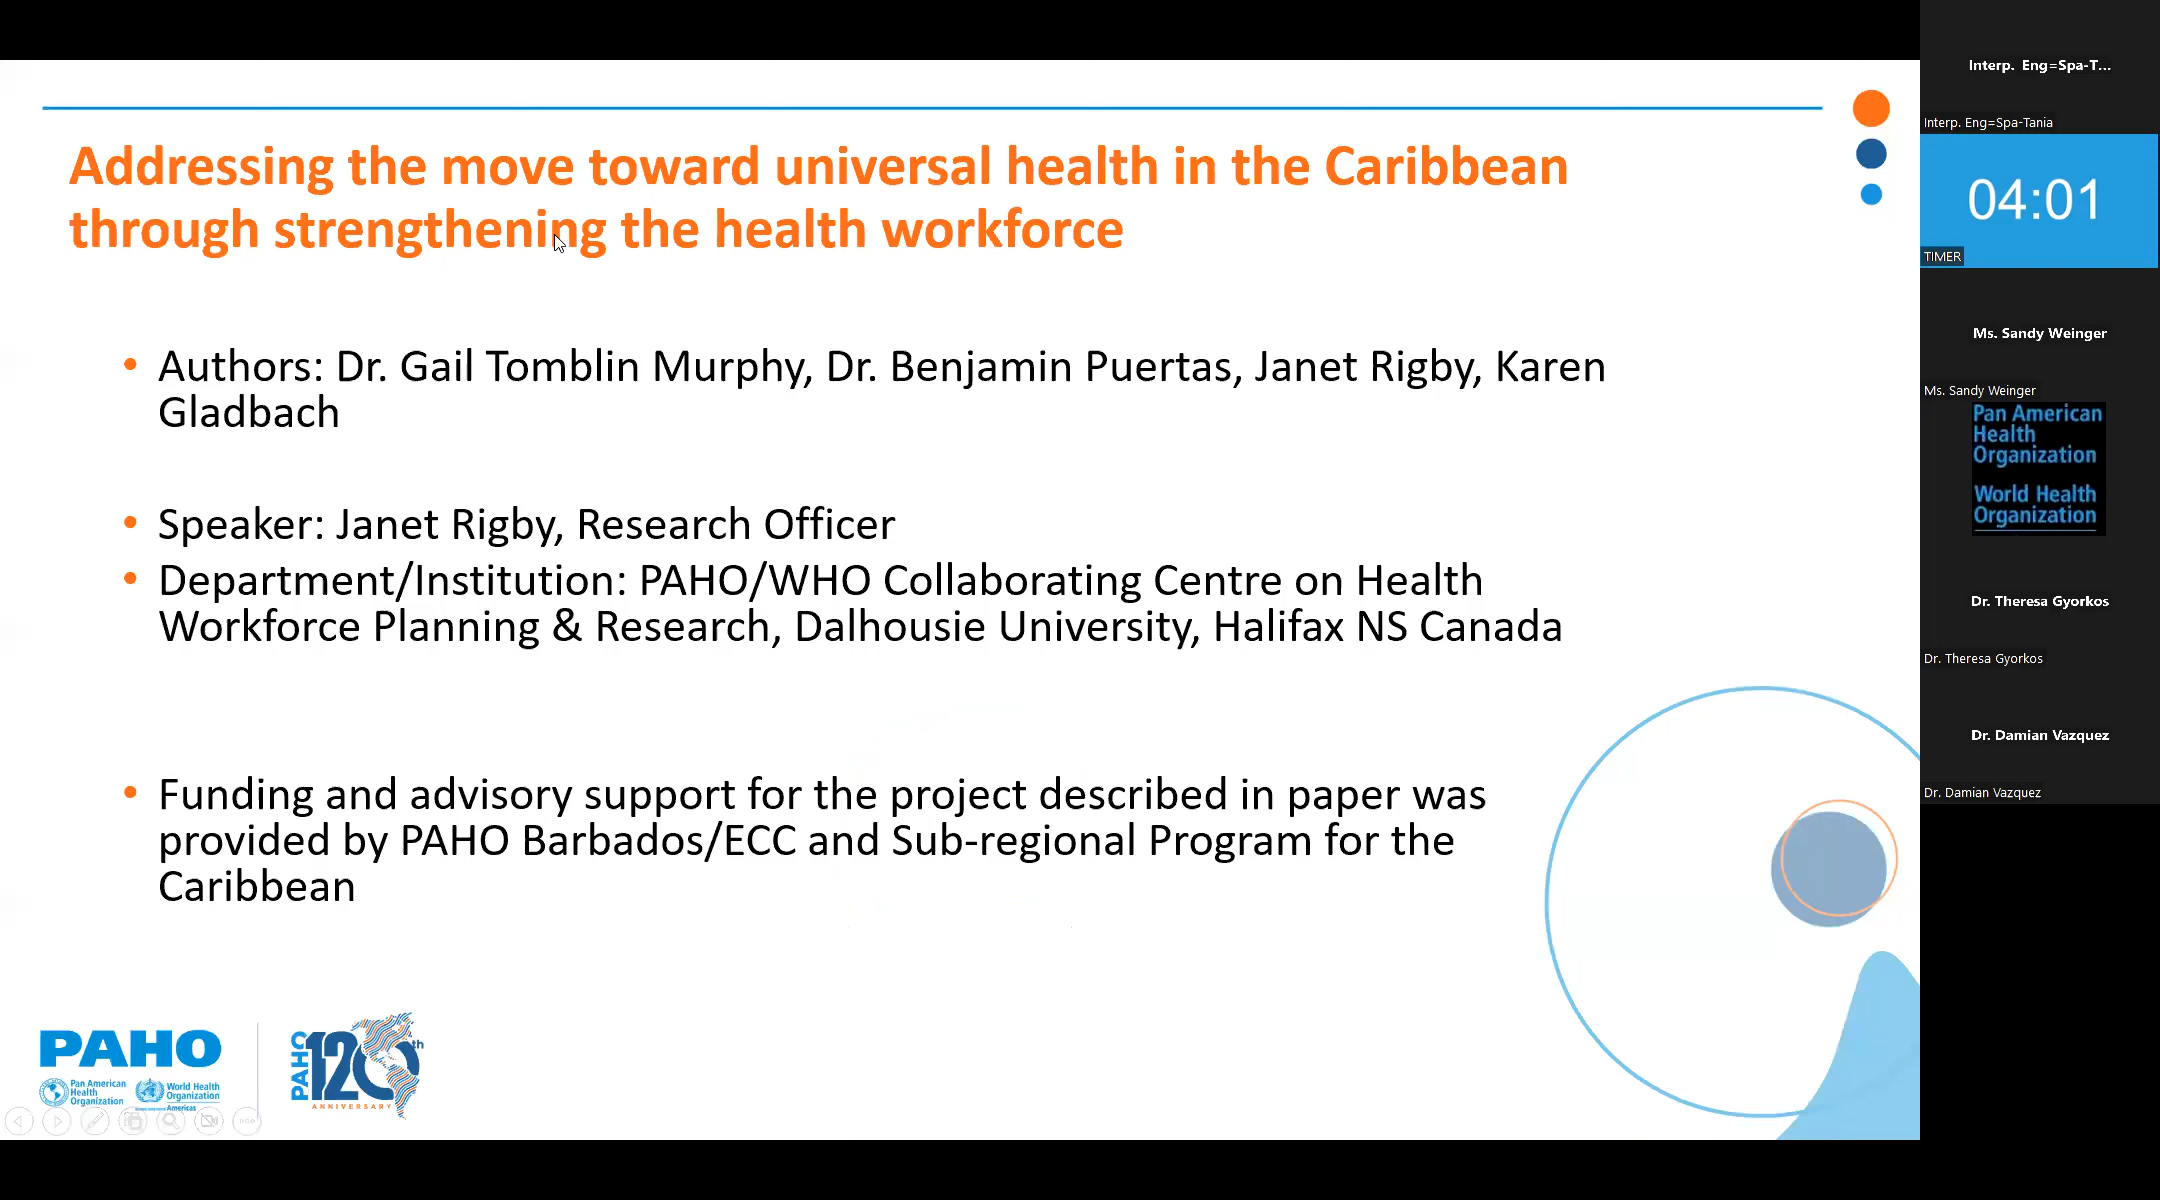 Addressing the move toward universal health in the Caribbean
through strengthening the health workforce
• Authors: Dr. Gail Tomblin Murphy, Dr. Benjamin Puertas, Janet Rigby, Karen
Gladbach
• Speaker: Janet Rigby, Research Officer
• Department/Institution: PAHO/WHO Collaborating Centre on Health
Workforce Planning & Research, Dalhousie University, Halifax NS Canada
• Funding and advisory support for the project described in paper was
provided by PAHO Barbados/ECC and Sub-regional Program for the
Caribbean
PAHO
Pan American
Health
Organization
World Health
Organization
Americas
PAHO
120th
ANNIVERSARY
Interp. Eng=Spa-T...
Interp. Eng=Spa-Tania
04:01
TIMER
Ms. Sandy Weinger
Ms. Sandy Weinger
Pan American
Health
Organization
World Health
Organization
Dr. Theresa Gyorkos
Dr. Theresa Gyorkos
Dr. Damian Vazquez
Dr. Damian Vazquez